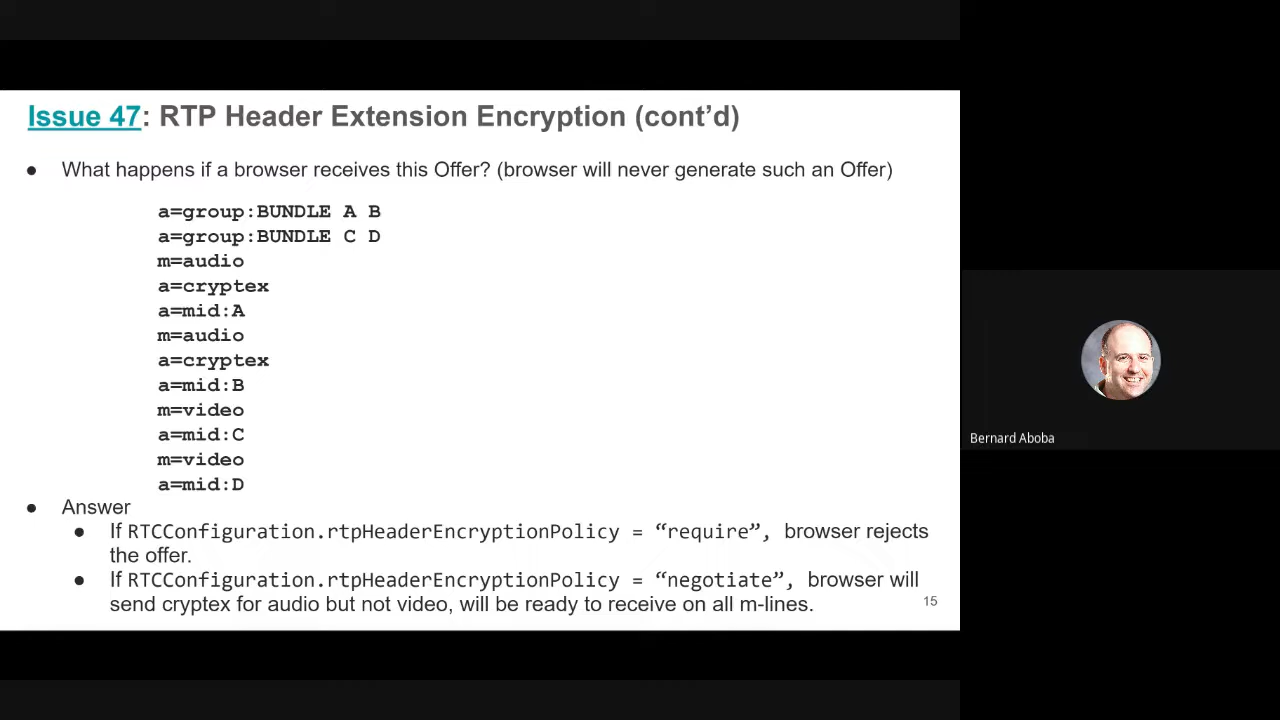 Issue 47: RTP Header Extension Encryption (cont’d)
● What happens if a browser receives this Offer? (browser will never generate such an Offer)
a=group:BUNDLE A B
a=group:BUNDLE C D
m=audio
a=cryptex
a=mid:A
m=audio
a=cryptex
a=mid:B
m=video
a=mid:C
m=video
a=mid:D
● Answer
● If RTCConfiguration.rtpHeaderEncryptionPolicy = “require”, browser rejects
the offer.
● If RTCConfiguration.rtpHeaderEncryptionPolicy = “negotiate”, browser will
send cryptex for audio but not video, will be ready to receive on all m-lines.
15
Bernard Aboba